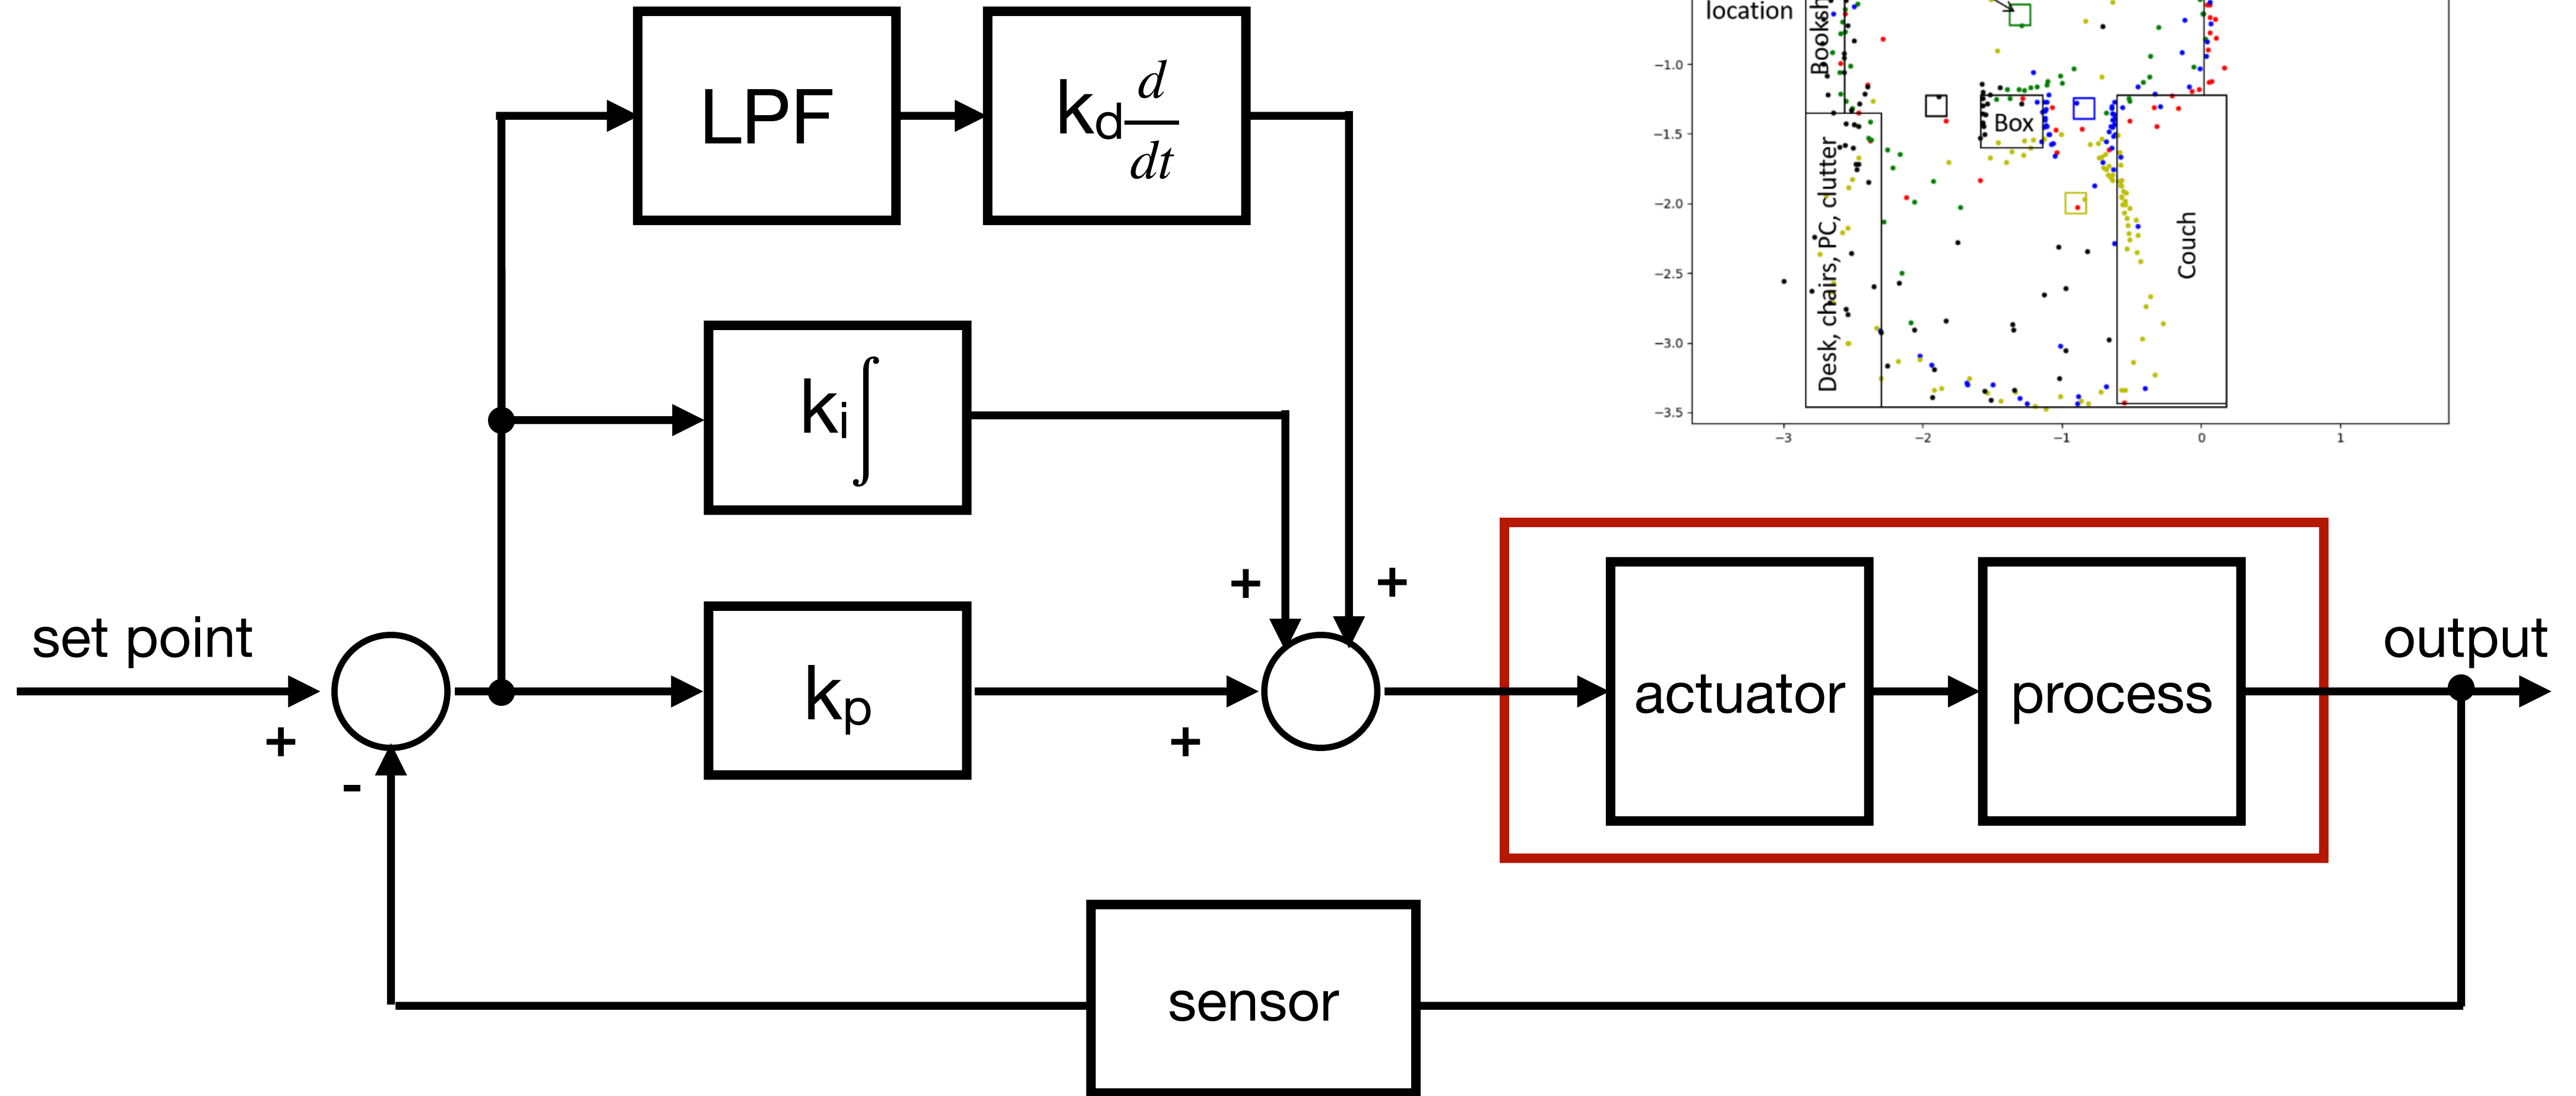 LPF
kd d/dt
ki∫
kp
set point
+
-
+
+
+
actuator
process
output
sensor
location
Booksh
Box
Desk, chairs, PC, clutter
Couch
−1.0
−1.5
−2.0
−2.5
−3.0
−3.5
−3 −2 −1 0 1